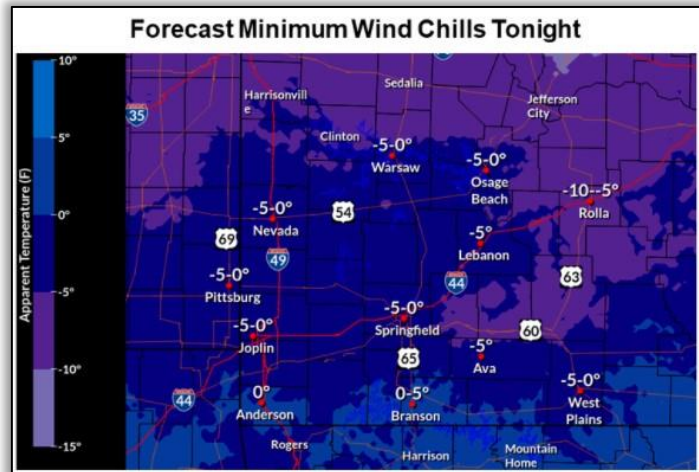 Forecast Minimum Wind Chills Tonight
Apparent Temperature (F)
10°
5°
0°
-5°
-10°
-15°
35
Harrisonvill
e
Sedalia
Jefferson
City
Clinton
-5-0°
Warsaw
-5-0°
Osage
Beach
-10--5°
Rolla
-5-0°
Nevada
54
69
49
-5°
Lebanon
44
63
-5-0°
Pittsburg
-5-0°
Springfield
60
-5-0°
Joplin
65
-5°
Ava
-5-0°
West
Plains
44
0°
Anderson
0-5°
Branson
Rogers
Harrison
Mountain
Home